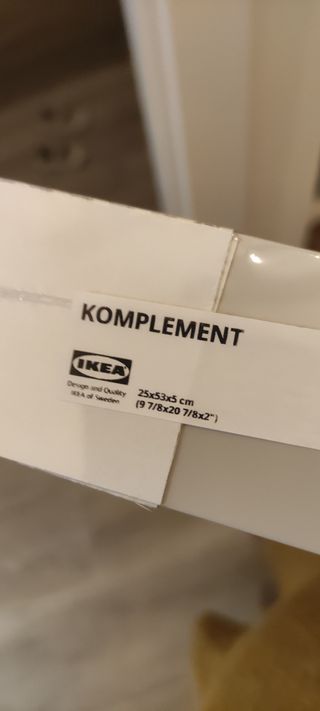 KOMPLEMENT
IKEA
Design and Quality
IKEA of Sweden
25x53x5 cm
(9 7/8x20 7/8x2")